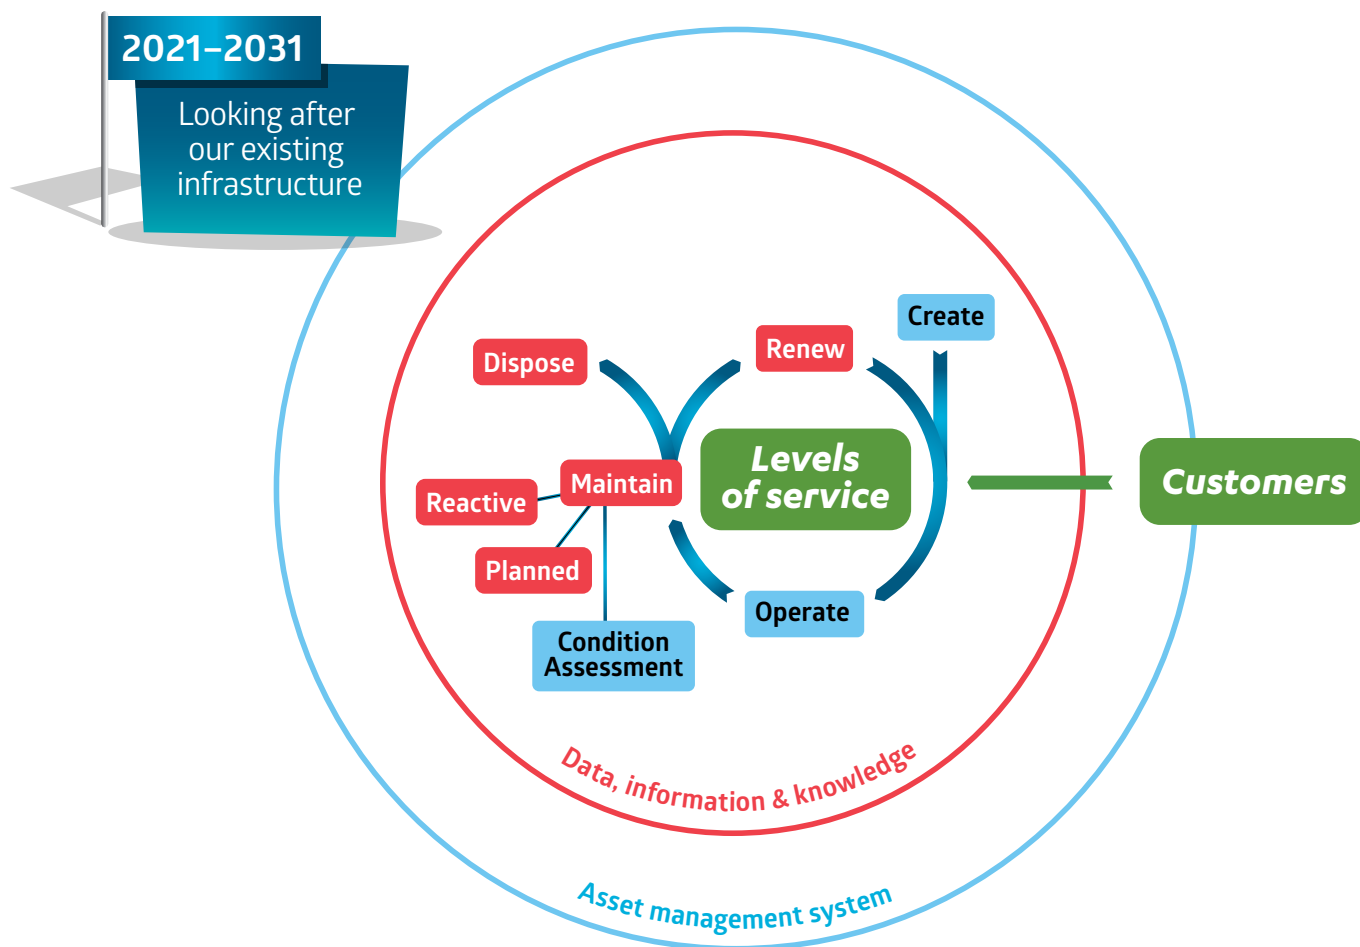 2021–2031
Looking after
our existing
infrastructure
Create
Renew
Dispose
Levels
of service
Maintain
Customers
Reactive
Planned
Operate
Condition
Assessment
Data, information & knowledge
Asset management system